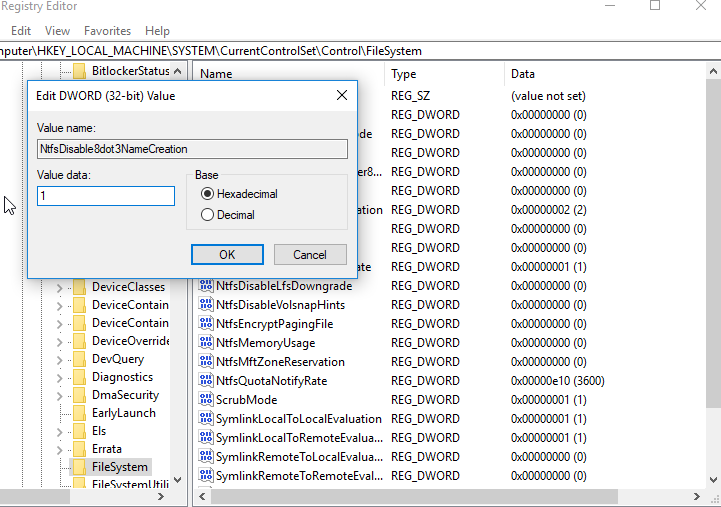 Registry Editor
Edit View Favorites Help
mputer\HKEY_LOCAL_MACHINE\SYSTEM\CurrentControlSet\Control\FileSystem
BitlockerStatus
DeviceClasses
DeviceContain
DeviceContain
DeviceOverride
DevQuery
Diagnostics
DmaSecurity
EarlyLaunch
Els
Errata
FileSystem
FileSystemUtili
Edit DWORD (32-bit) Value
Value name:
NtfsDisable8dot3NameCreation
Value data:
1
Base
Hexadecimal
Decimal
OK Cancel
Name Type Data
REG_SZ (value not set)
REG_DWORD 0x00000000 (0)
ode REG_DWORD 0x00000000 (0)
REG_DWORD 0x00000000 (0)
er8... REG_DWORD 0x00000000 (0)
REG_DWORD 0x00000000 (0)
ation REG_DWORD 0x00000002 (2)
REG_DWORD 0x00000000 (0)
REG_DWORD 0x00000000 (0)
ate REG_DWORD 0x00000001 (1)
NtfsDisableLfsDowngrade REG_DWORD 0x00000000 (0)
NtfsDisableVolsnapHints REG_DWORD 0x00000000 (0)
NtfsEncryptPagingFile REG_DWORD 0x00000000 (0)
NtfsMemoryUsage REG_DWORD 0x00000000 (0)
NtfsMftZoneReservation REG_DWORD 0x00000000 (0)
NtfsQuotaNotifyRate REG_DWORD 0x00000e10 (3600)
ScrubMode REG_DWORD 0x00000001 (1)
SymlinkLocalToLocalEvaluation REG_DWORD 0x00000001 (1)
SymlinkLocalToRemoteEvalua... REG_DWORD 0x00000001 (1)
SymlinkRemoteToLocalEvalua... REG_DWORD 0x00000000 (0)
SymlinkRemoteToRemoteEval... REG_DWORD 0x00000000 (0)